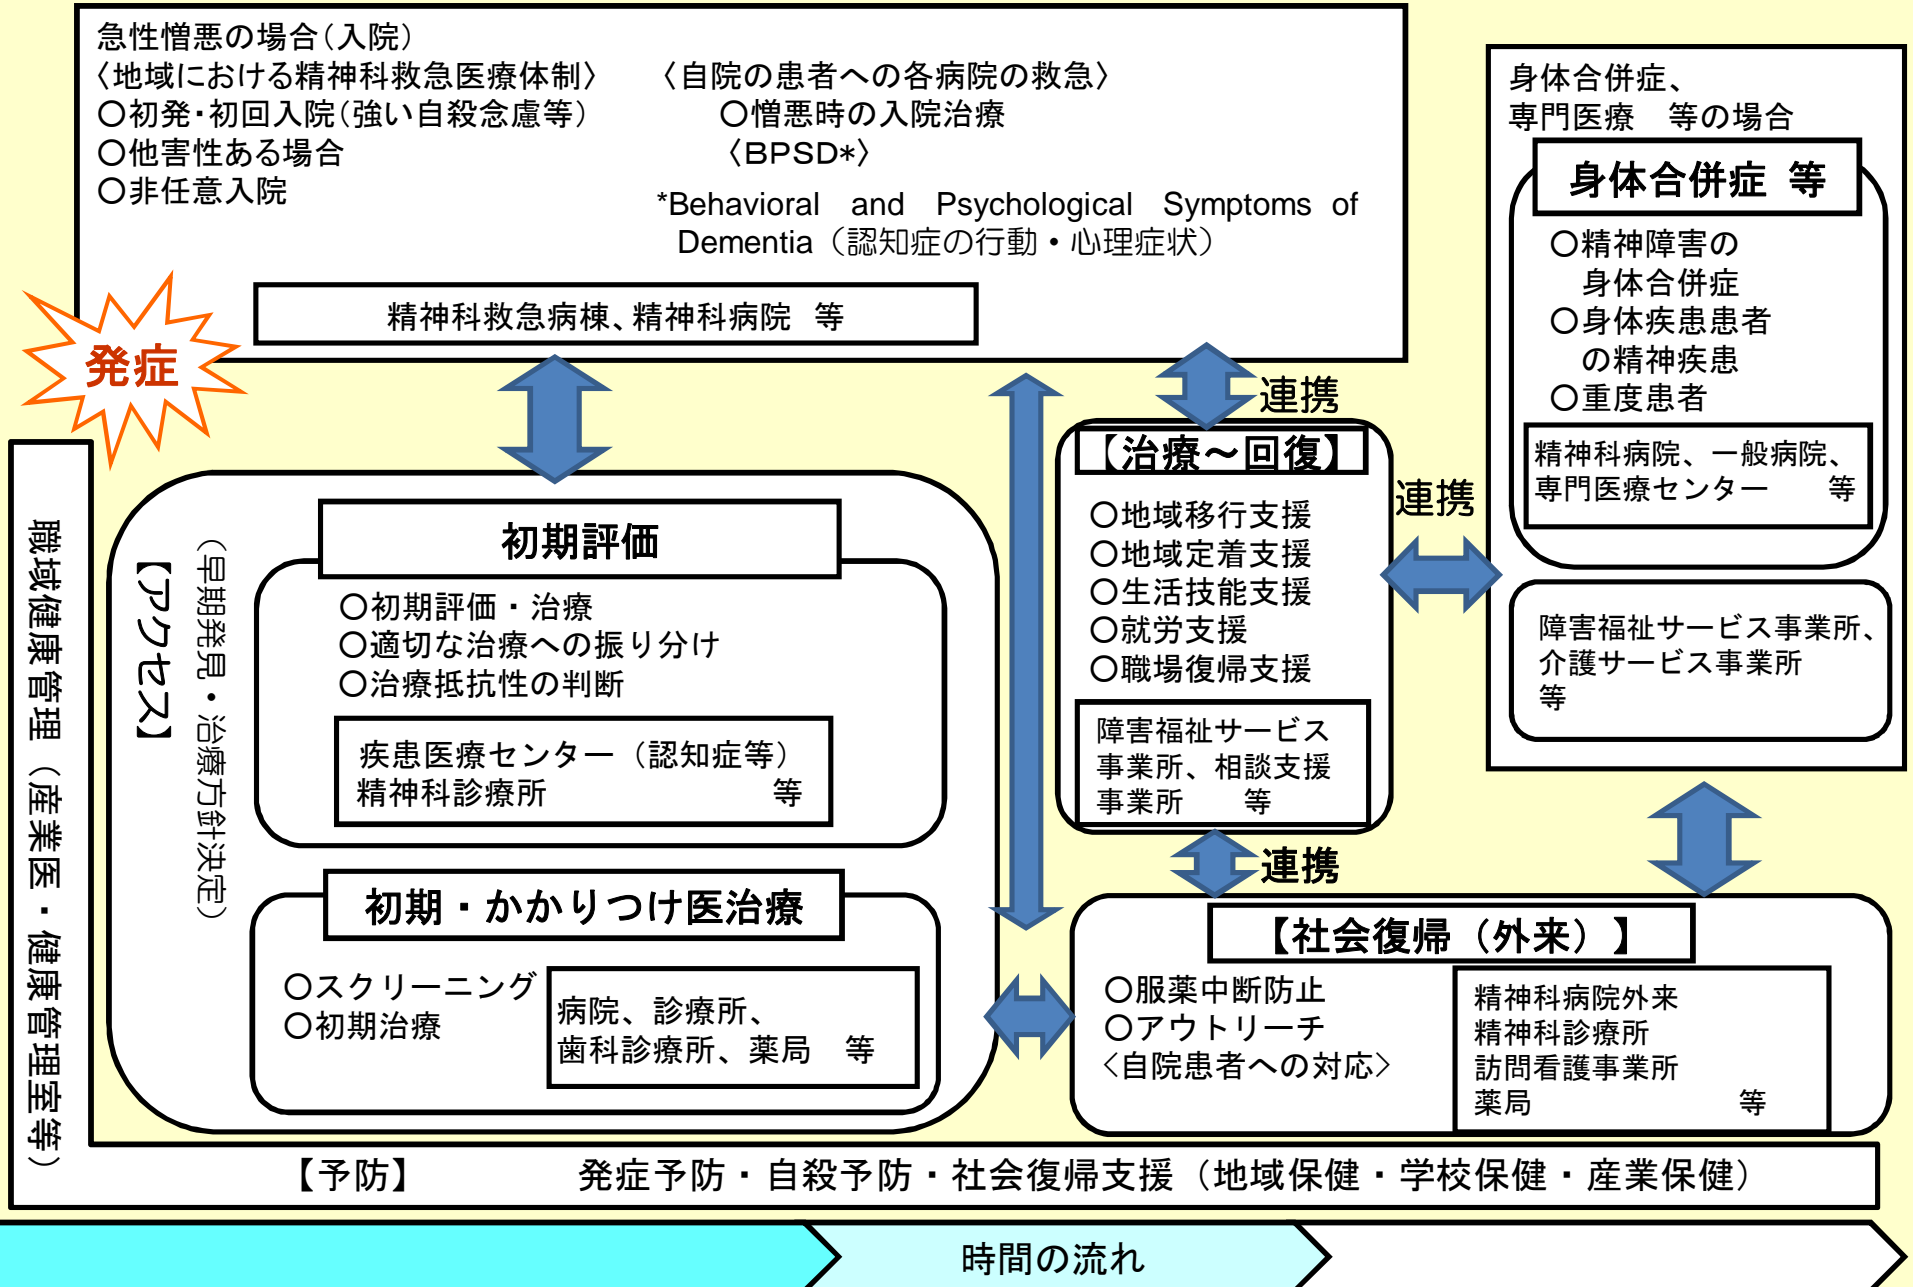 急性憎悪の場合（入院）
〈地域における精神科救急医療体制〉
〇初発・初回入院（強い自殺念慮等）
〇他害性ある場合
〇非任意入院
〈自院の患者への各病院の救急〉
〇憎悪時の入院治療
〈BPSD*〉
*Behavioral and Psychological Symptoms of
Dementia（認知症の行動・心理症状）
精神科救急病棟、精神科病院 等
発症
身体合併症、
専門医療 等の場合
身体合併症 等
〇精神障害の
身体合併症
〇身体疾患患者
の精神疾患
〇重度患者
精神科病院、一般病院、
専門医療センター 等
障害福祉サービス事業所、
介護サービス事業所
等
連携
【治療～回復】
〇地域移行支援
〇地域定着支援
〇生活技能支援
〇就労支援
〇職場復帰支援
障害福祉サービス
事業所、相談支援
事業所 等
連携
連携
職域健康管理（産業医・健康管理室等）
【アクセス】
（早期発見・治療方針決定）
初期評価
〇初期評価・治療
〇適切な治療への振り分け
〇治療抵抗性の判断
疾患医療センター（認知症等）
精神科診療所 等
初期・かかりつけ医治療
〇スクリーニング
〇初期治療
病院、診療所、
歯科診療所、薬局 等
【社会復帰（外来）】
〇服薬中断防止
〇アウトリーチ
<自院患者への対応>
精神科病院外来
精神科診療所
訪問看護事業所
薬局 等
【予防】 発症予防・自殺予防・社会復帰支援（地域保健・学校保健・産業保健）
時間の流れ